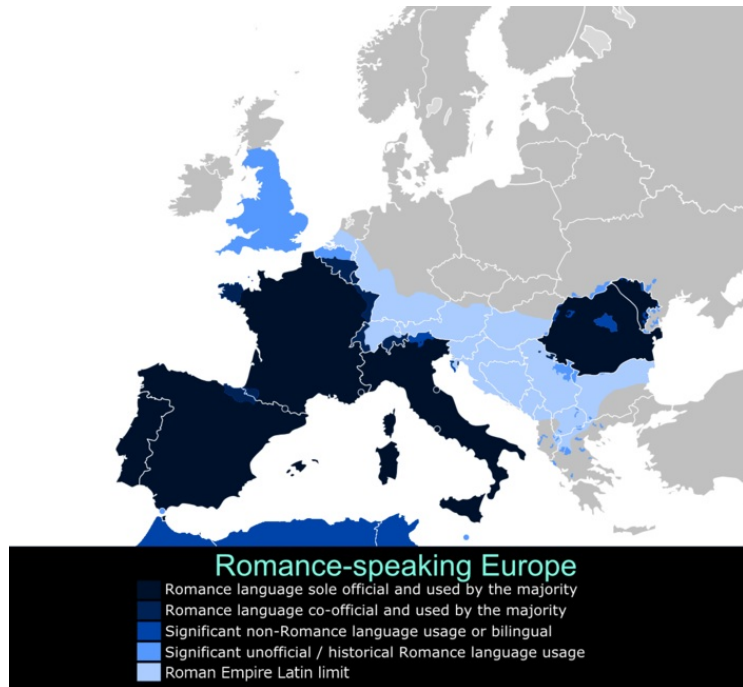 Romance-speaking Europe
Romance language sole official and used by the majority
Romance language co-official and used by the majority
Significant non-Romance language usage or bilingual
Significant unofficial / historical Romance language usage
Roman Empire Latin limit